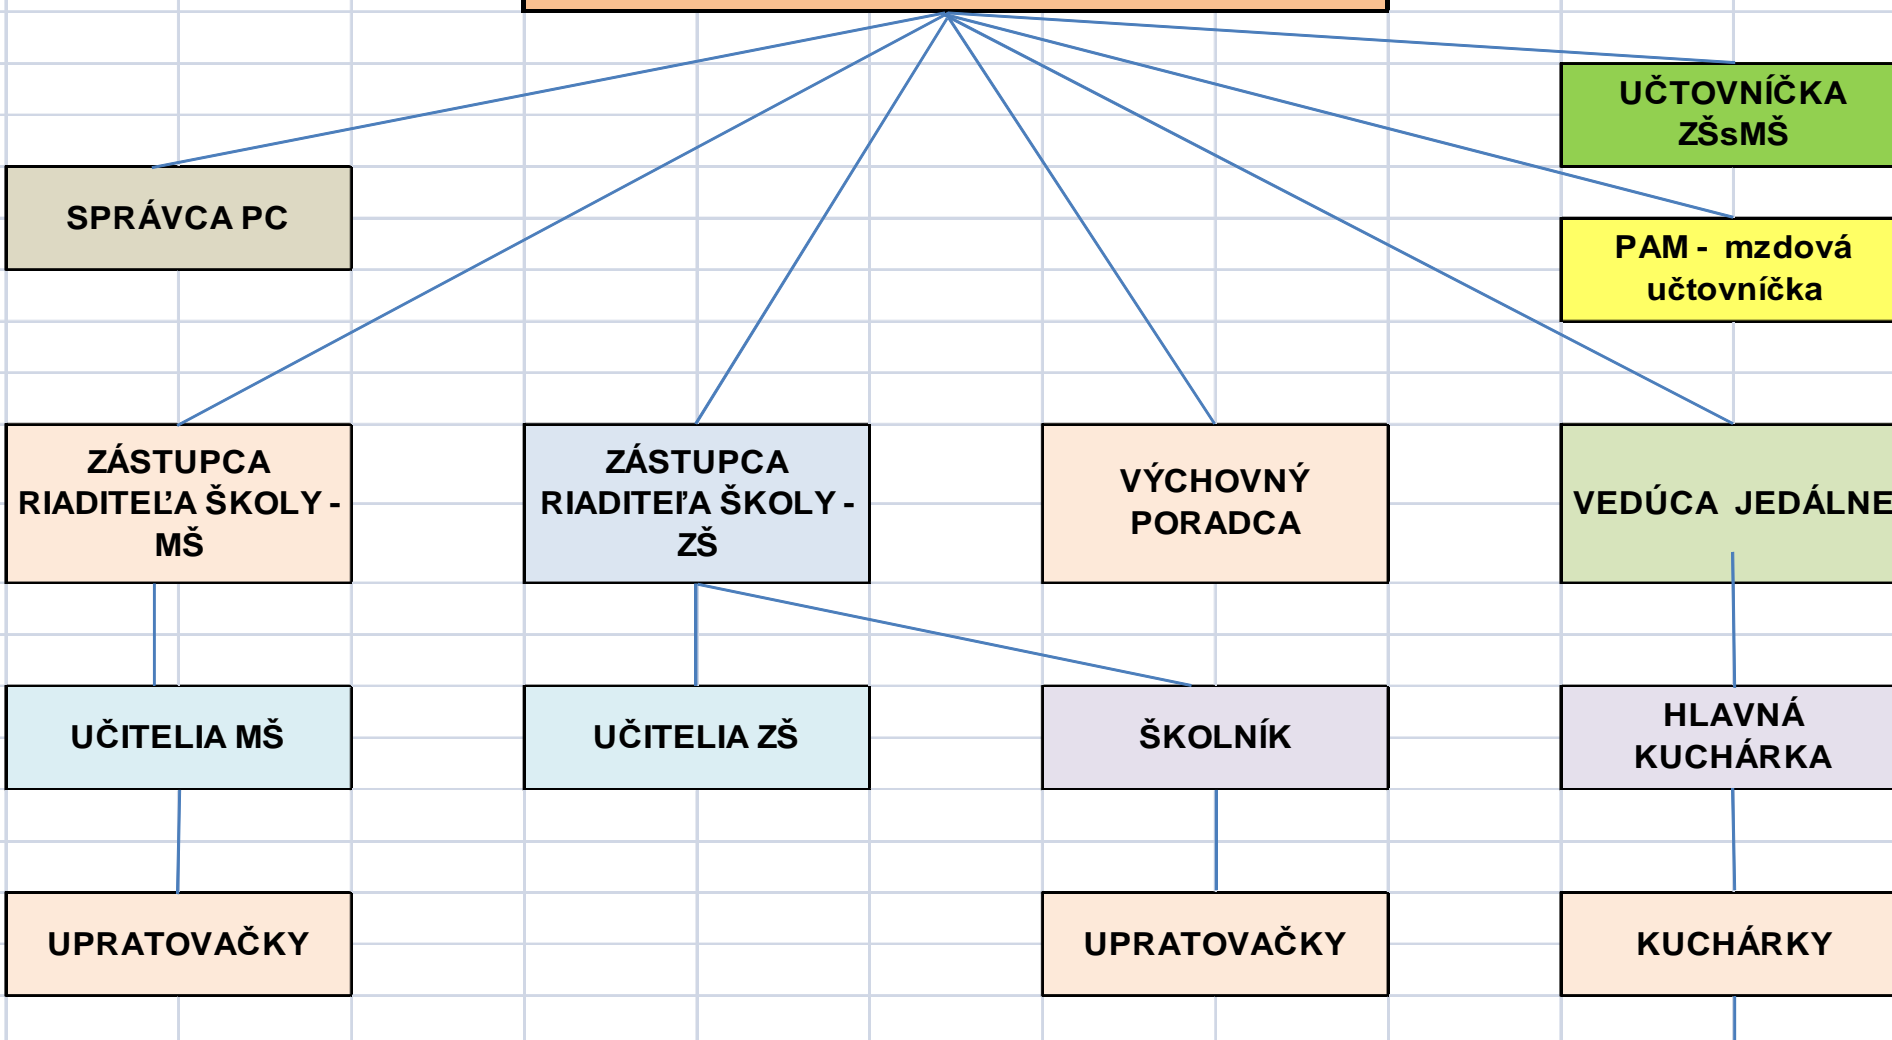 UČTOVNÍČKA
ZŠsMŠ
SPRÁVCA PC
PAM - mzdová
učtovníčka
ZÁSTUPCA
RIADITEĽA ŠKOLY -
MŠ
ZÁSTUPCA
RIADITEľA ŠKOLY -
ZŠ
VÝCHOVNÝ
PORADCA
VEDÚCA JEDÁLNE
UČITELIA MŠ
UČITELIA ZŠ
ŠKOLNÍK
HLAVNÁ
KUCHÁRKA
UPRATOVAČKY
UPRATOVAČKY
KUCHÁRKY